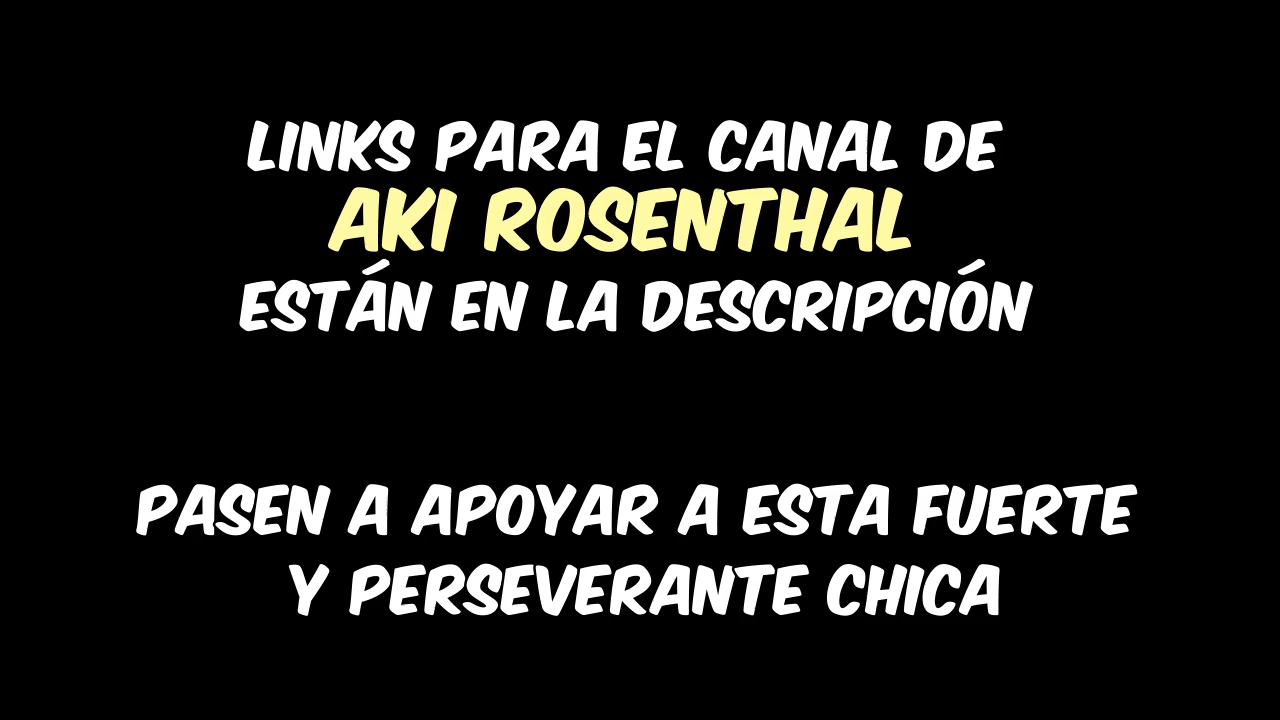 LINKS PARA EL CANAL DE
AKI ROSENTHAL
ESTÁN EN LA DESCRIPCIÓN
PASEN A APOYAR A ESTA FUERTE
Y PERSEVERANTE CHICA